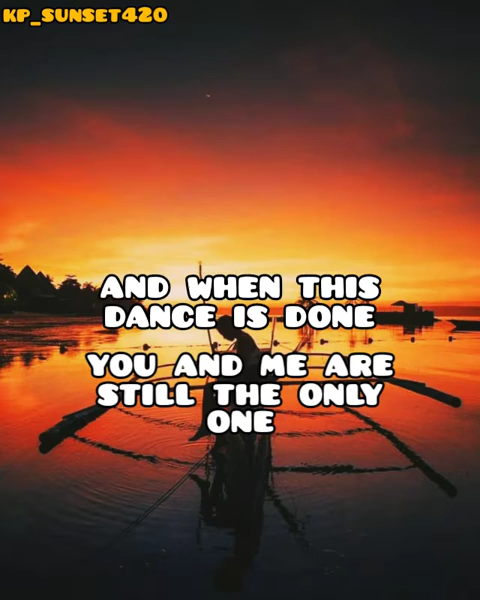 KP_SUNSET420
AND WHEN THIS
DANCE IS DONE
YOU AND ME ARE
STILL THE ONLY
ONE